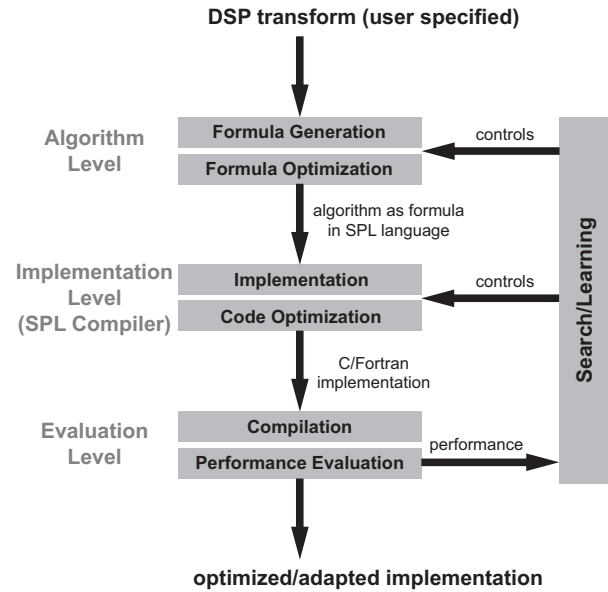 DSP transform (user specified)
Algorithm
Level
Formula Generation
Formula Optimization
controls
algorithm as formula
in SPL language
Implementation
Level
(SPL Compiler)
Implementation
Code Optimization
controls
Search/Learning
C/Fortran
implementation
Evaluation
Level
Compilation
Performance Evaluation
performance
optimized/adapted implementation